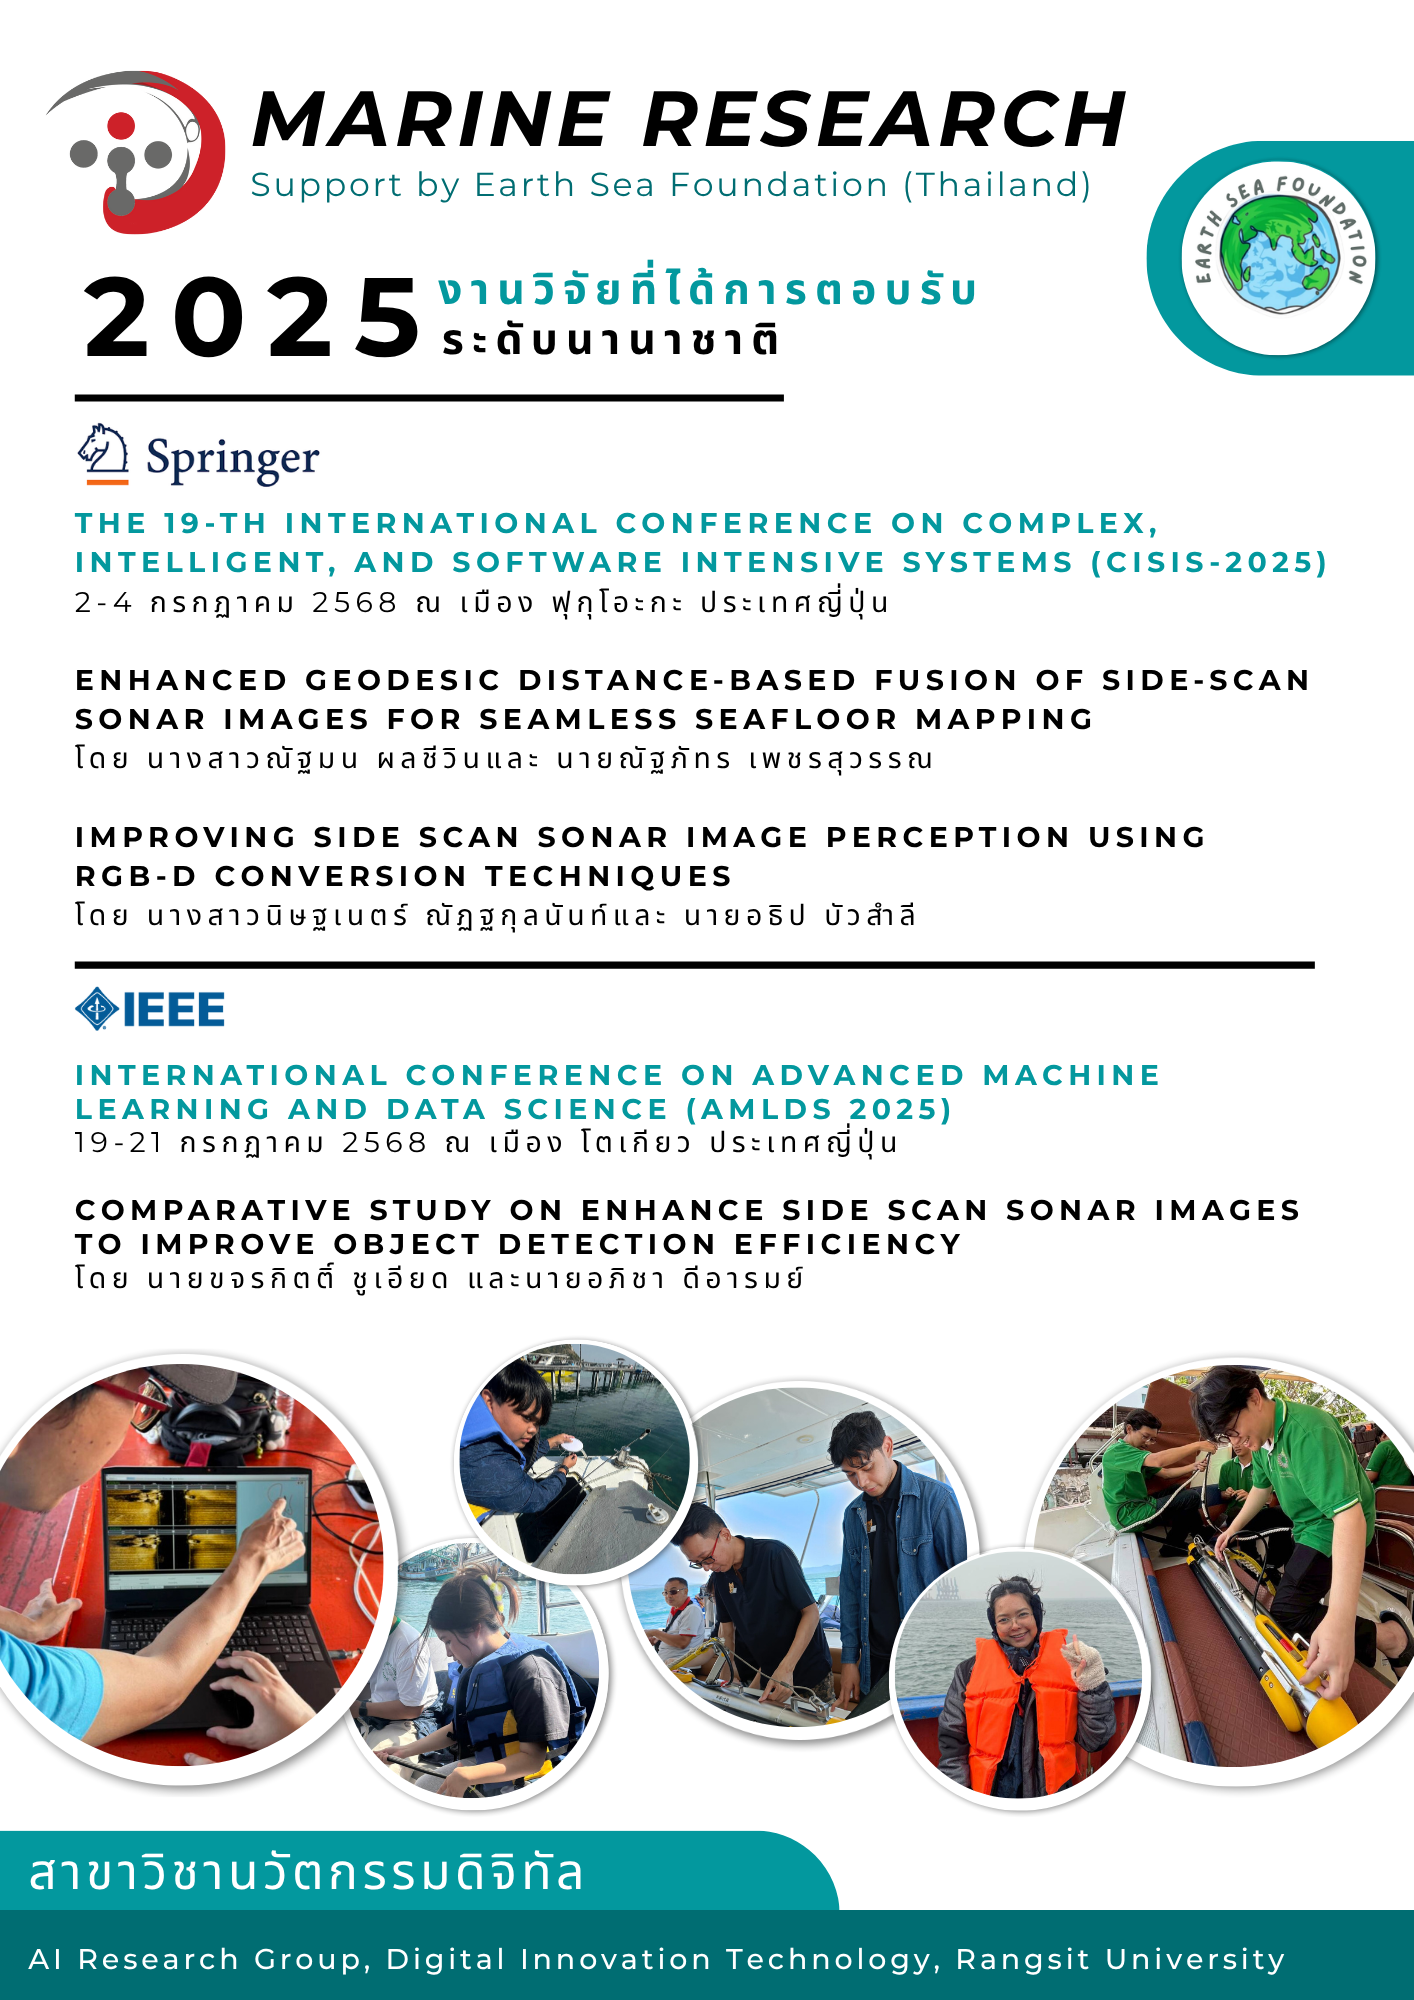 MARINE RESEARCH
Support by Earth Sea Foundation (Thailand)
EARTH SEA FOUNDATION
2025
งานวิจัยที่ได้การตอบรับ
ระดับนานาชาติ
Springer
THE 19-TH INTERNATIONAL CONFERENCE ON COMPLEX,
INTELLIGENT, AND SOFTWARE INTENSIVE SYSTEMS (CISIS-2025)
2-4 กรกฎาคม 2568 ณ เมือง ฟุกุโอะกะ ประเทศญี่ปุ่น
ENHANCED GEODESIC DISTANCE-BASED FUSION OF SIDE-SCAN
SONAR IMAGES FOR SEAMLESS SEAFLOOR MAPPING
โดย นางสาวณัฐมน ผลชีวินและ นายณัฐภัทร เพชรสุวรรณ
IMPROVING SIDE SCAN SONAR IMAGE PERCEPTION USING
RGB-D CONVERSION TECHNIQUES
โดย นางสาวนิษฐเนตร์ ณัฏฐกุลนันท์และ นายอธิป บัวสำลี
IEEE
INTERNATIONAL CONFERENCE ON ADVANCED MACHINE
LEARNING AND DATA SCIENCE (AMLDS 2025)
19-21 กรกฎาคม 2568 ณ เมือง โตเกียว ประเทศญี่ปุ่น
COMPARATIVE STUDY ON ENHANCE SIDE SCAN SONAR IMAGES
TO IMPROVE OBJECT DETECTION EFFICIENCY
โดย นายขจรกิตติ์ ชูเอียด และนายอภิชา ดีอารมย์
สาขาวิชานวัตกรรมดิจิทัล
AI Research Group, Digital Innovation Technology, Rangsit University